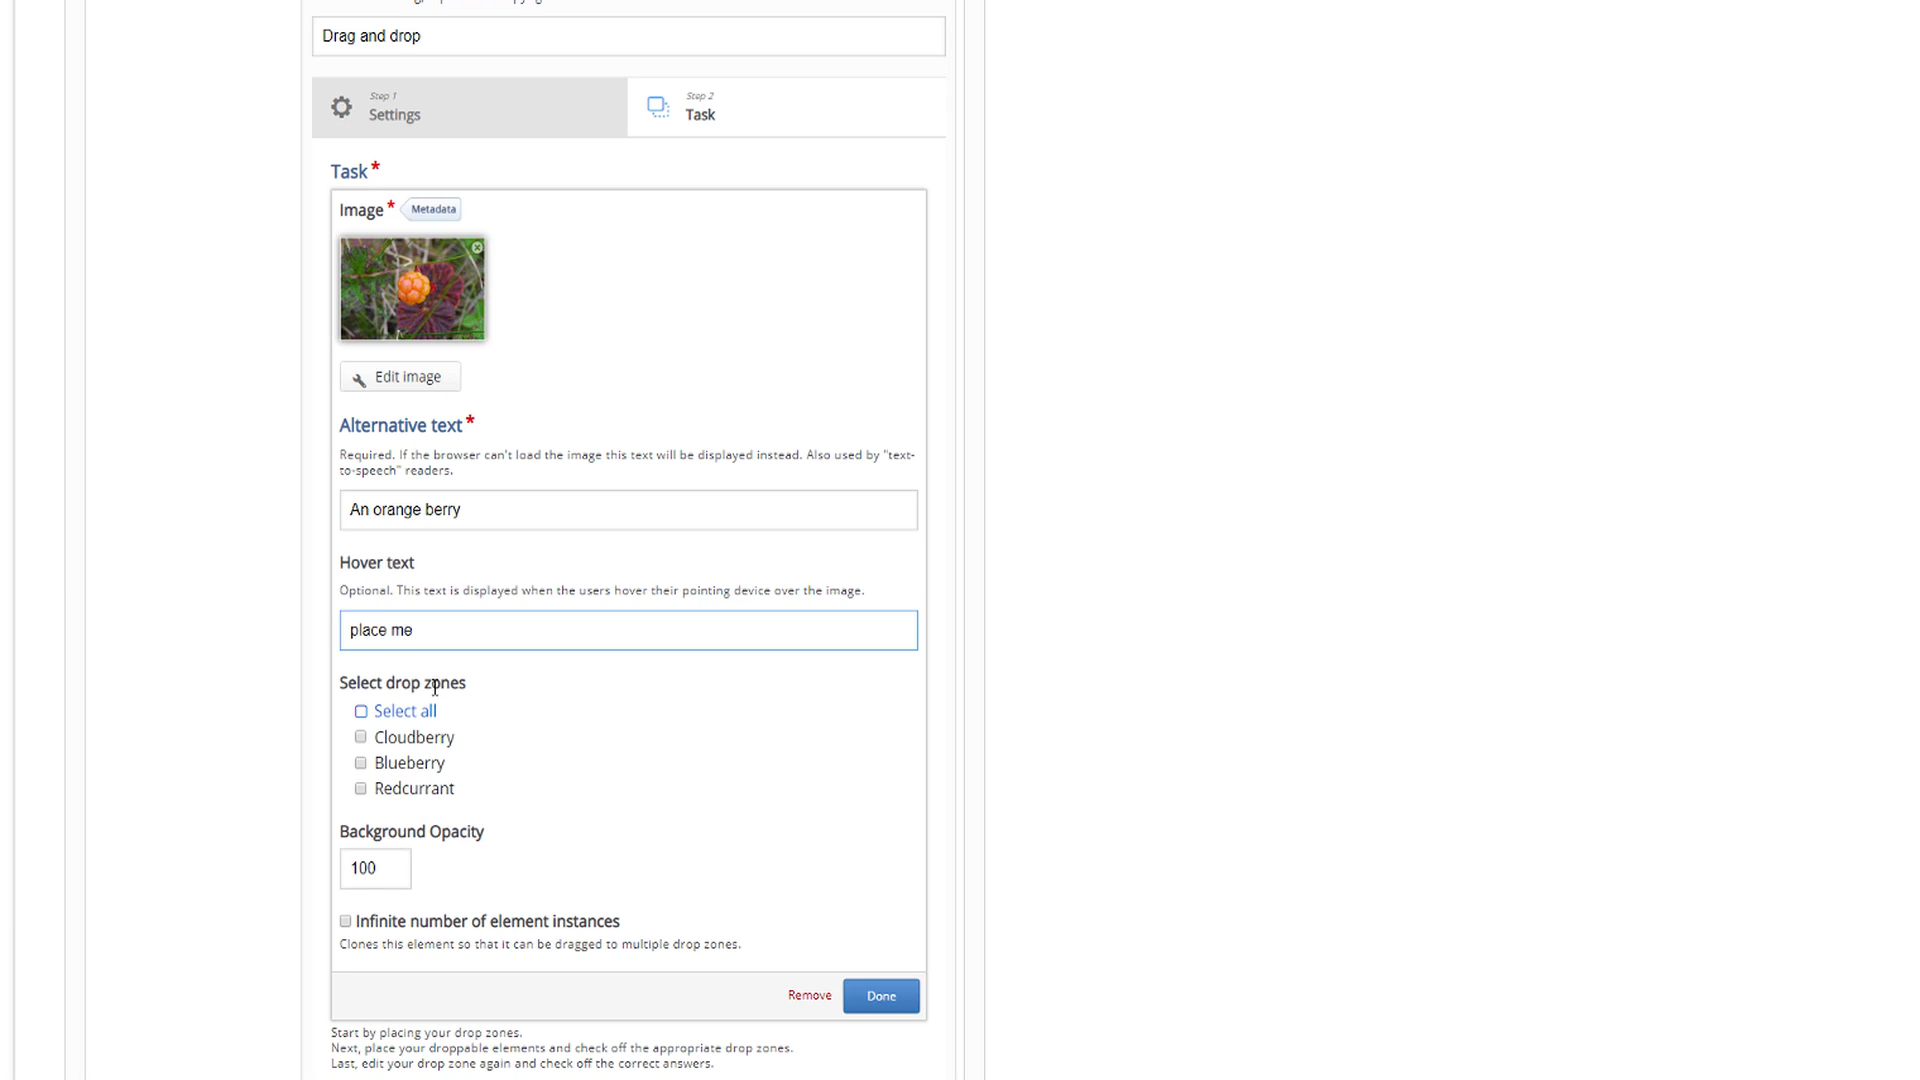 Drag and drop
Step 1
Settings
Step 2
Task
Task *
Image * Metadata
Edit image
Alternative text *
Required. If the browser can't load the image this text will be displayed instead. Also used by "text-
to-speech" readers.
An orange berry
Hover text
Optional. This text is displayed when the users hover their pointing device over the image.
place me
Select drop zones
Select all
Cloudberry
Blueberry
Redcurrant
Background Opacity
100
Infinite number of element instances
Clones this element so that it can be dragged to multiple drop zones.
Remove
Done
Start by placing your drop zones.
Next, place your droppable elements and check off the appropriate drop zones.
Last, edit your drop zone again and check off the correct answers.